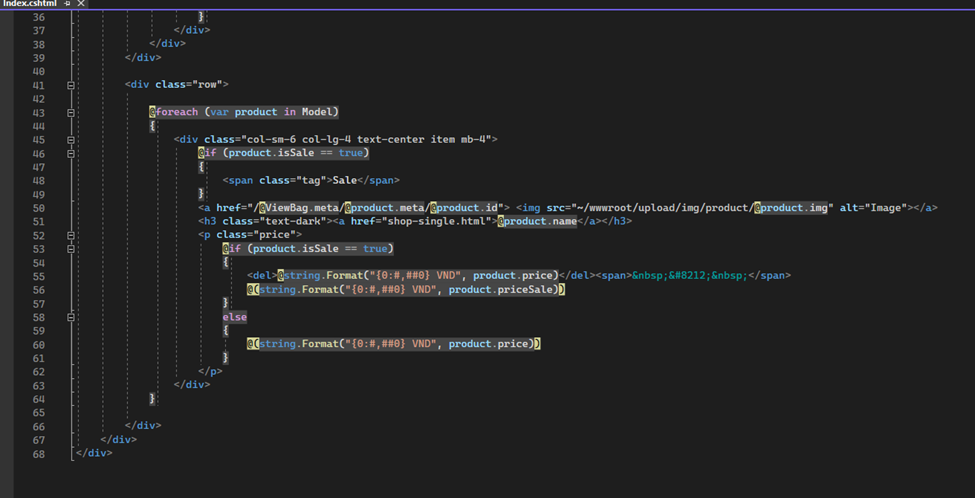 Index.cshtml
36 }
37 </div>
38 </div>
39 </div>
40
41 <div class="row">
42
43 @foreach (var product in Model)
44 {
45 <div class="col-sm-6 col-lg-4 text-center item mb-4">
46 @if (product.isSale == true)
47 {
48 <span class="tag">Sale</span>
49 }
50 <a href="/@ViewBag.meta/@product.meta/@product.id"> <img src="~/wwwroot/upload/img/product/@product.img" alt="Image"></a>
51 <h3 class="text-dark"><a href="shop-single.html">@product.name</a></h3>
52 <p class="price">
53 @if (product.isSale == true)
54 {
55 <del>@string.Format("{0:#,##0} VND", product.price)</del><span>&nbsp;&#8212;&nbsp;</span>
56 @(string.Format("{0:#,##0} VND", product.priceSale))
57 }
58 else
59 {
60 @(string.Format("{0:#,##0} VND", product.price))
61 }
62 </p>
63 </div>
64 }
65
66 </div>
67 </div>
68 </div>